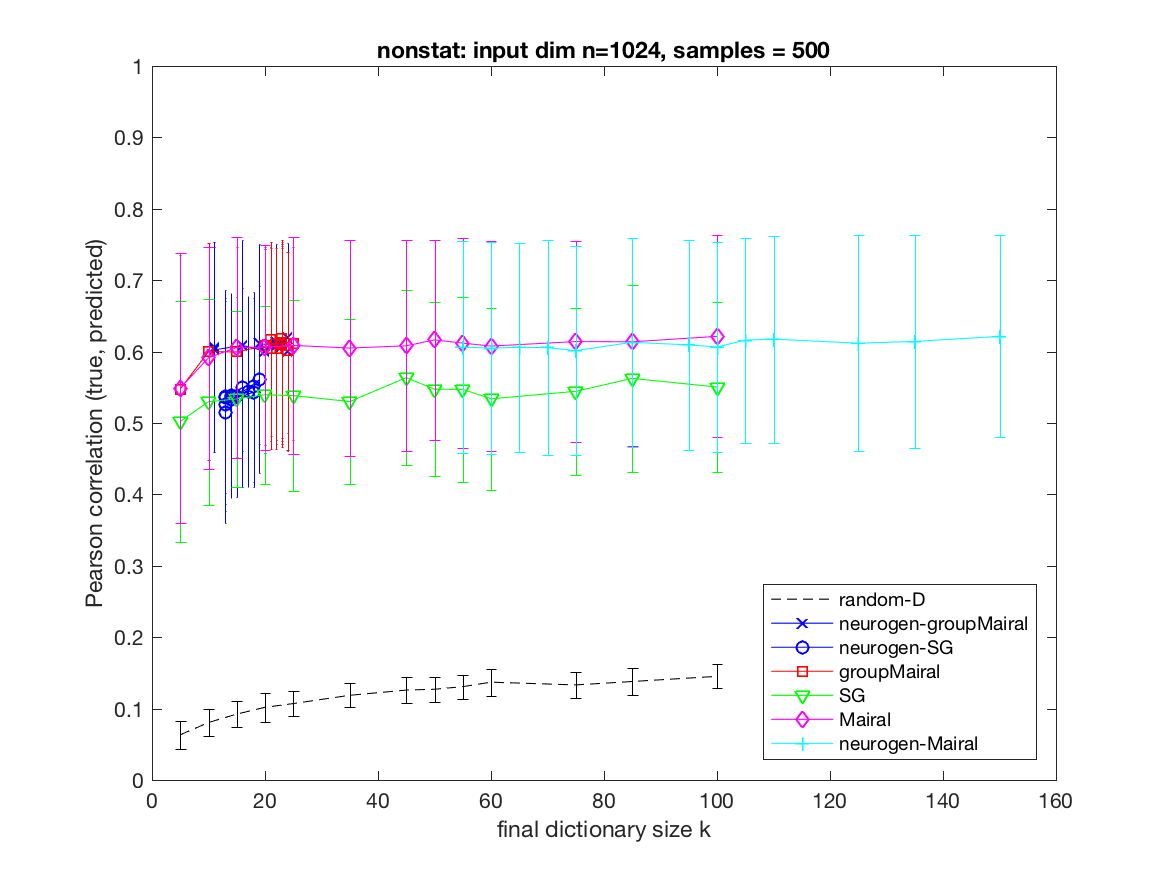 nonstat: input dim n=1024, samples = 500
1
0.9
0.8
0.7
0.6
0.5
0.4
0.3
0.2
0.1
0
Pearson correlation (true, predicted)
random-D
neurogen-groupMairal
neurogen-SG
groupMairal
SG
Mairal
neurogen-Mairal
0 20 40 60 80 100 120 140 160
final dictionary size k